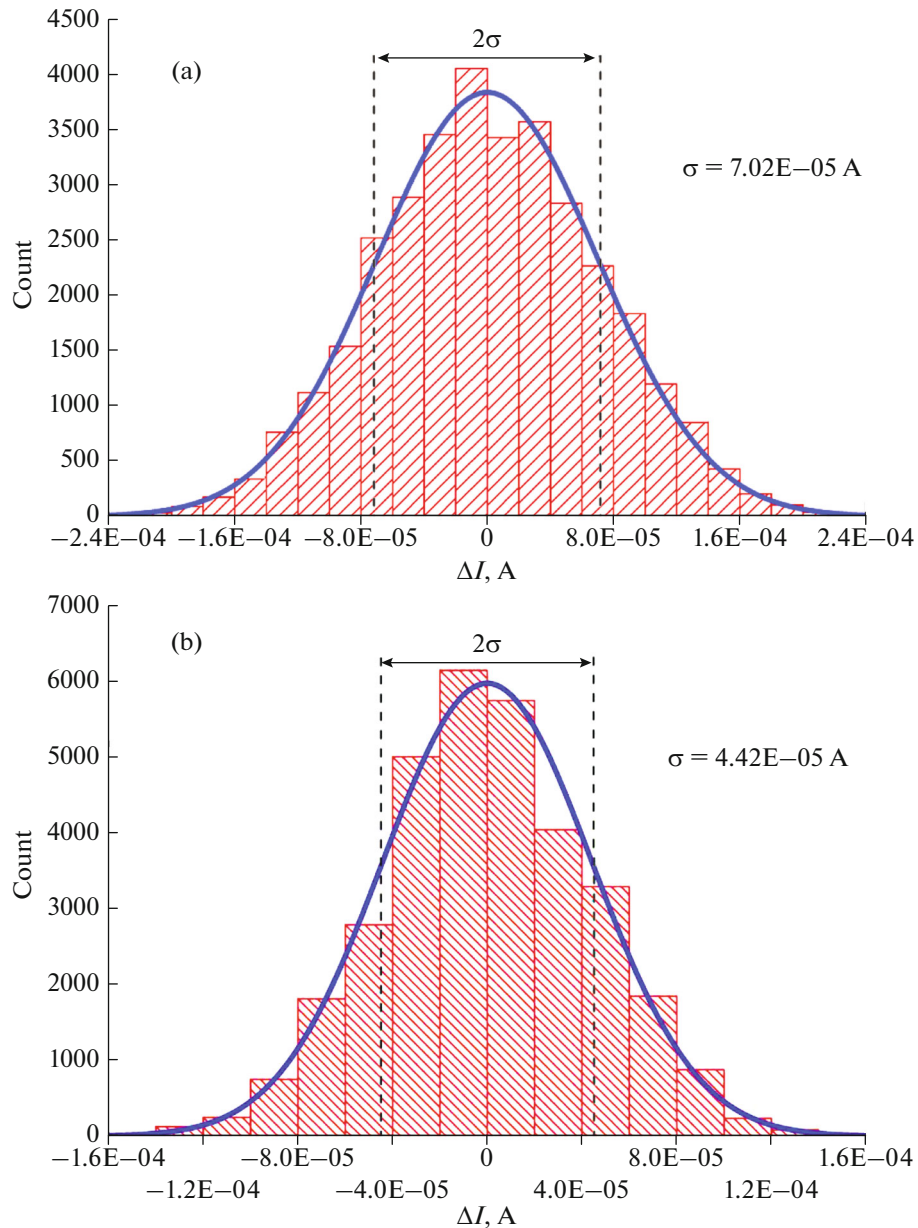 4500
2σ
(a)
4000
3500
σ = 7.02E−05 A
3000
2500
Count
2000
1500
1000
500
0
−2.4E−04 −1.6E−04 −8.0E−05 0 8.0E−05 1.6E−04 2.4E−04
ΔI, A
7000
(b)
2σ
6000
σ = 4.42E−05 A
5000
4000
Count
3000
2000
1000
0
−1.6E−04 −8.0E−05 0 8.0E−05 1.6E−04
−1.2E−04 −4.0E−05 4.0E−05 1.2E−04
ΔI, A